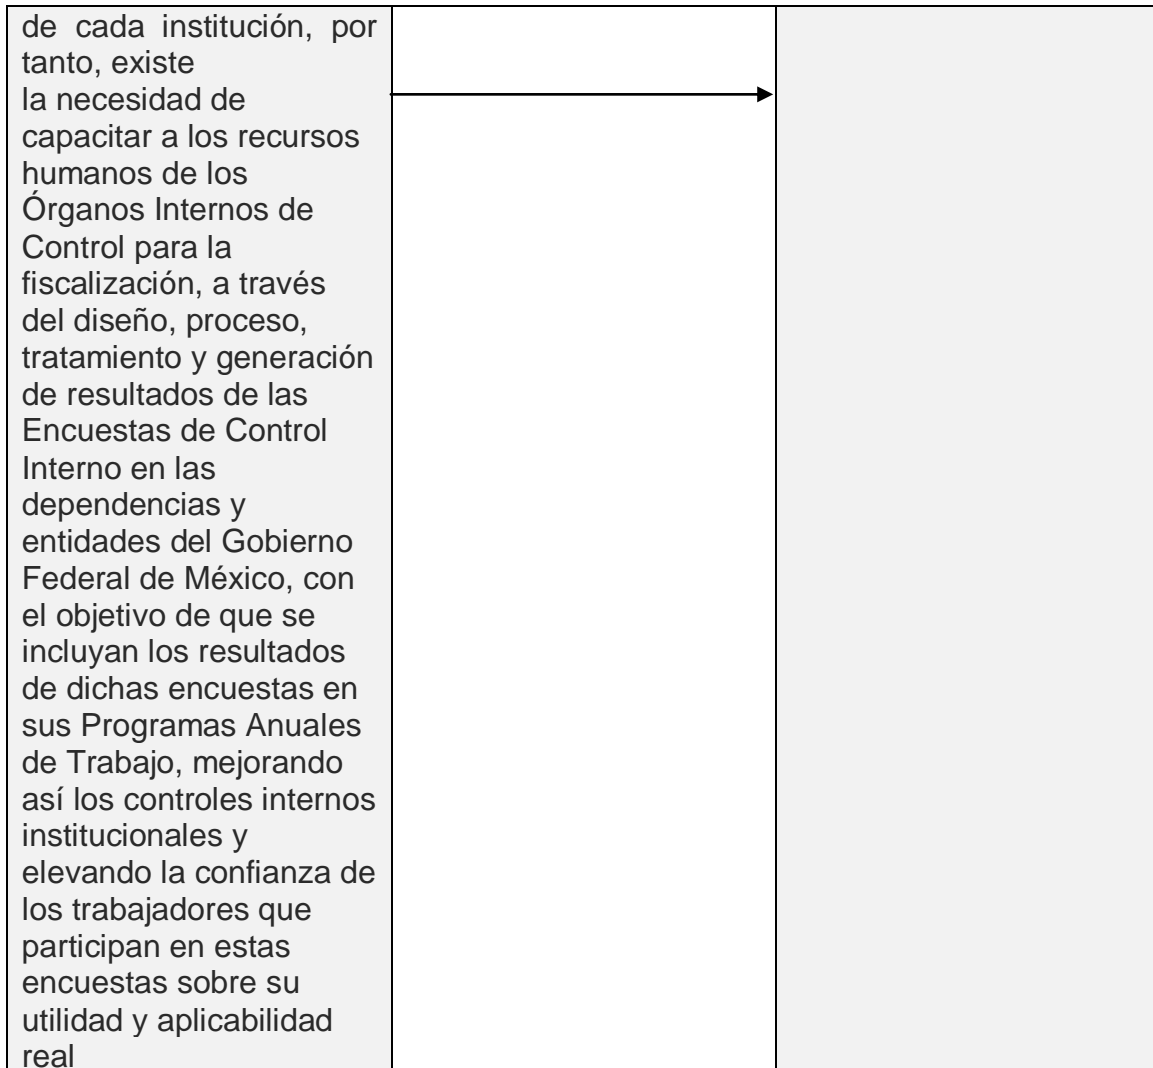 de cada institución, por
tanto, existe
la necesidad de
capacitar a los recursos
humanos de los
Órganos Internos de
Control para la
fiscalización, a través
del diseño, proceso,
tratamiento y generación
de resultados de las
Encuestas de Control
Interno en las
dependencias y
entidades del Gobierno
Federal de México, con
el objetivo de que se
incluyan los resultados
de dichas encuestas en
sus Programas Anuales
de Trabajo, mejorando
así los controles internos
institucionales y
elevando la confianza de
los trabajadores que
participan en estas
encuestas sobre su
utilidad y aplicabilidad
real